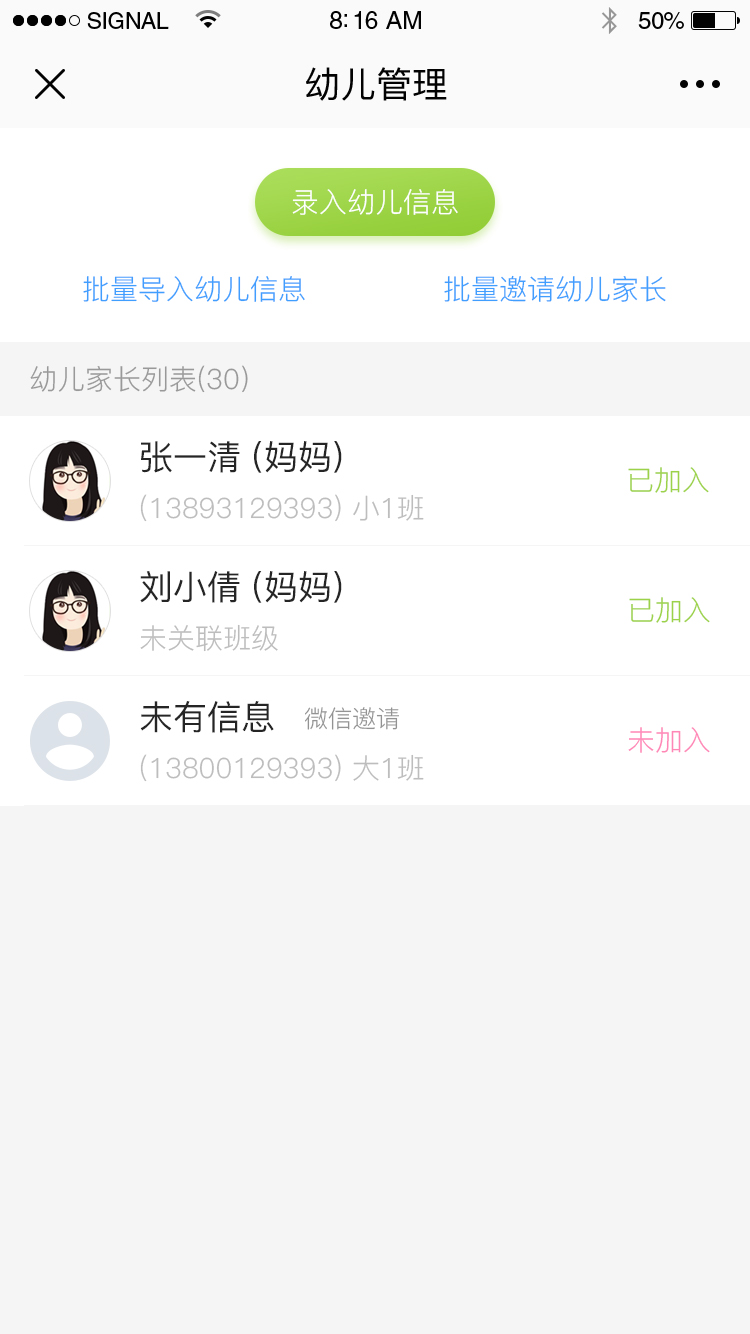 SIGNAL 8:16 AM 50%
幼儿管理
录入幼儿信息
批量导入幼儿信息 批量邀请幼儿家长
幼儿家长列表(30)
张一清 (妈妈)
(13893129393) 小1班
已加入
刘小倩 (妈妈)
未关联班级
已加入
未有信息 微信邀请
(13800129393) 大1班
未加入